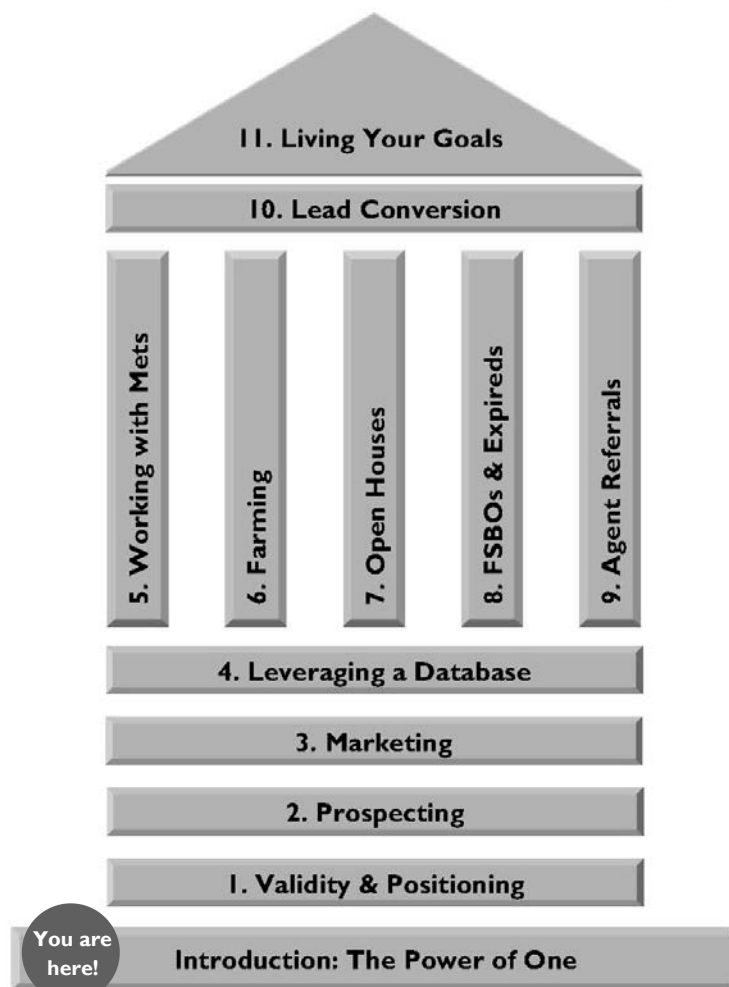 11. Living Your Goals
10. Lead Conversion
5. Working with Mets
6. Farming
7. Open Houses
8. FSBOs & Expireds
9. Agent Referrals
4. Leveraging a Database
3. Marketing
2. Prospecting
1. Validity & Positioning
You are
here!
Introduction: The Power of One